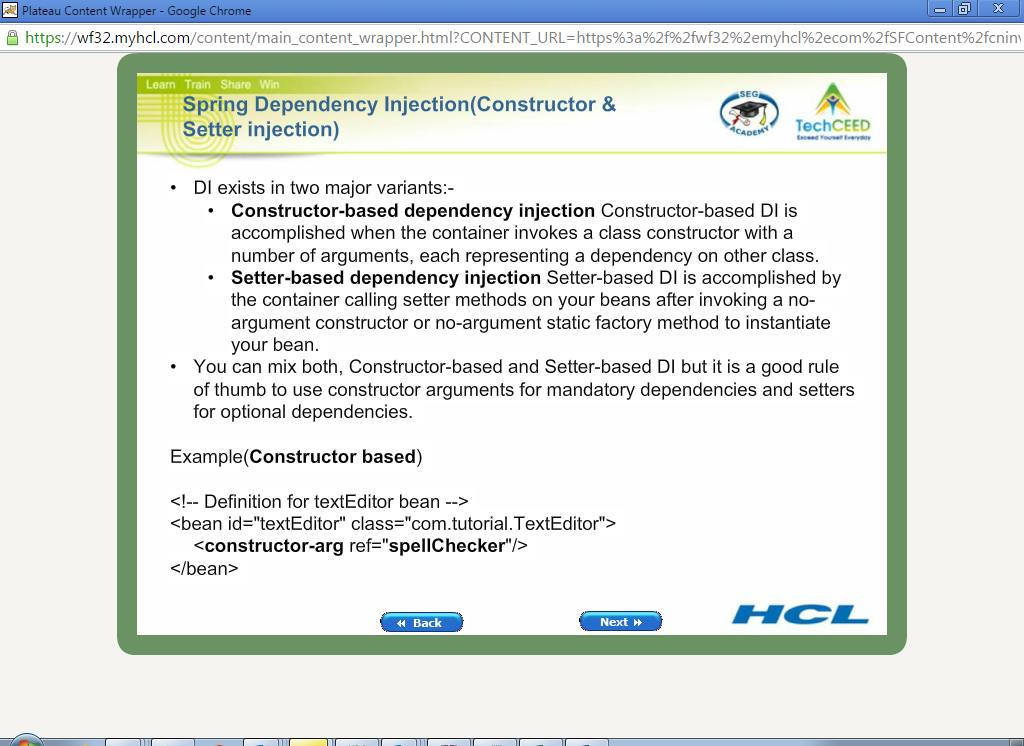 Plateau Content Wrapper - Google Chrome
https://wf32.myhcl.com/content/main_content_wrapper.html?CONTENT_URL=https%3a%2f%2fwf32%2emyhcl%2ecom%2fSFContent%2fcninv
Learn Train Share Win
Spring Dependency Injection(Constructor &
Setter injection)
SEG
ACADEMY
TechCEED
Exceed Yourself Everyday
• DI exists in two major variants:-
• Constructor-based dependency injection Constructor-based DI is
accomplished when the container invokes a class constructor with a
number of arguments, each representing a dependency on other class.
• Setter-based dependency injection Setter-based DI is accomplished by
the container calling setter methods on your beans after invoking a no-
argument constructor or no-argument static factory method to instantiate
your bean.
• You can mix both, Constructor-based and Setter-based DI but it is a good rule
of thumb to use constructor arguments for mandatory dependencies and setters
for optional dependencies.
Example(Constructor based)
<!-- Definition for textEditor bean -->
<bean id="textEditor" class="com.tutorial.TextEditor">
<constructor-arg ref="spellChecker"/>
</bean>
Back
Next
HCL